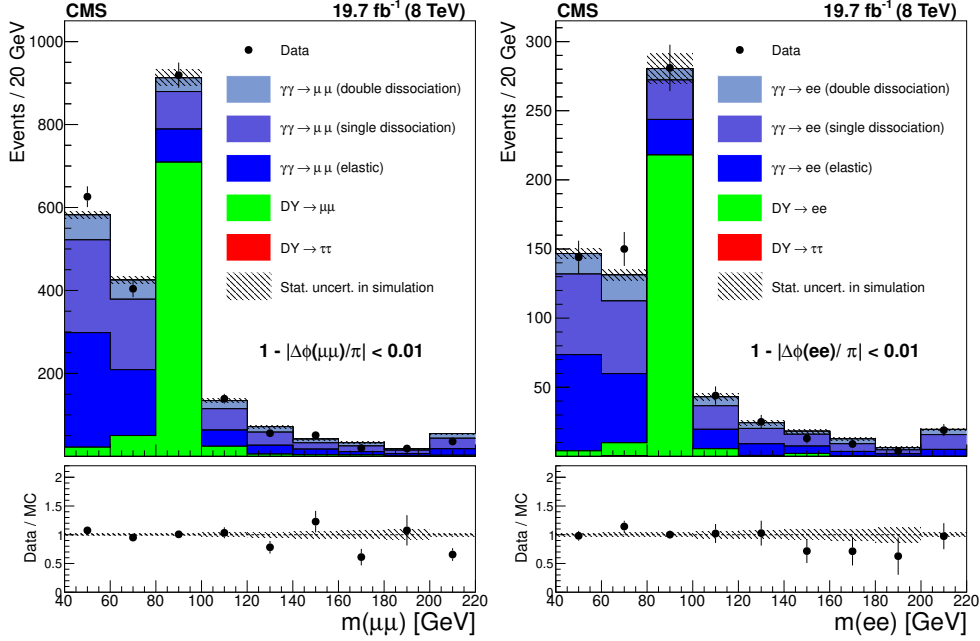 CMS 19.7 fb⁻¹ (8 TeV)
Events / 20 GeV
1000
800
600
400
200
Data
γγ → μ μ (double dissociation)
γγ → μ μ (single dissociation)
γγ → μ μ (elastic)
DY → μμ
DY → ττ
Stat. uncert. in simulation
1 - |Δϕ(μμ)/π| < 0.01
Data / MC
2
1.5
1
0.5
0
40 60 80 100 120 140 160 180 200 220
m(μμ) [GeV]
CMS 19.7 fb⁻¹ (8 TeV)
Events / 20 GeV
300
250
200
150
100
50
Data
γγ → ee (double dissociation)
γγ → ee (single dissociation)
γγ → ee (elastic)
DY → ee
DY → ττ
Stat. uncert. in simulation
1 - |Δϕ(ee)/ π| < 0.01
Data / MC
2
1.5
1
0.5
0
40 60 80 100 120 140 160 180 200 220
m(ee) [GeV]